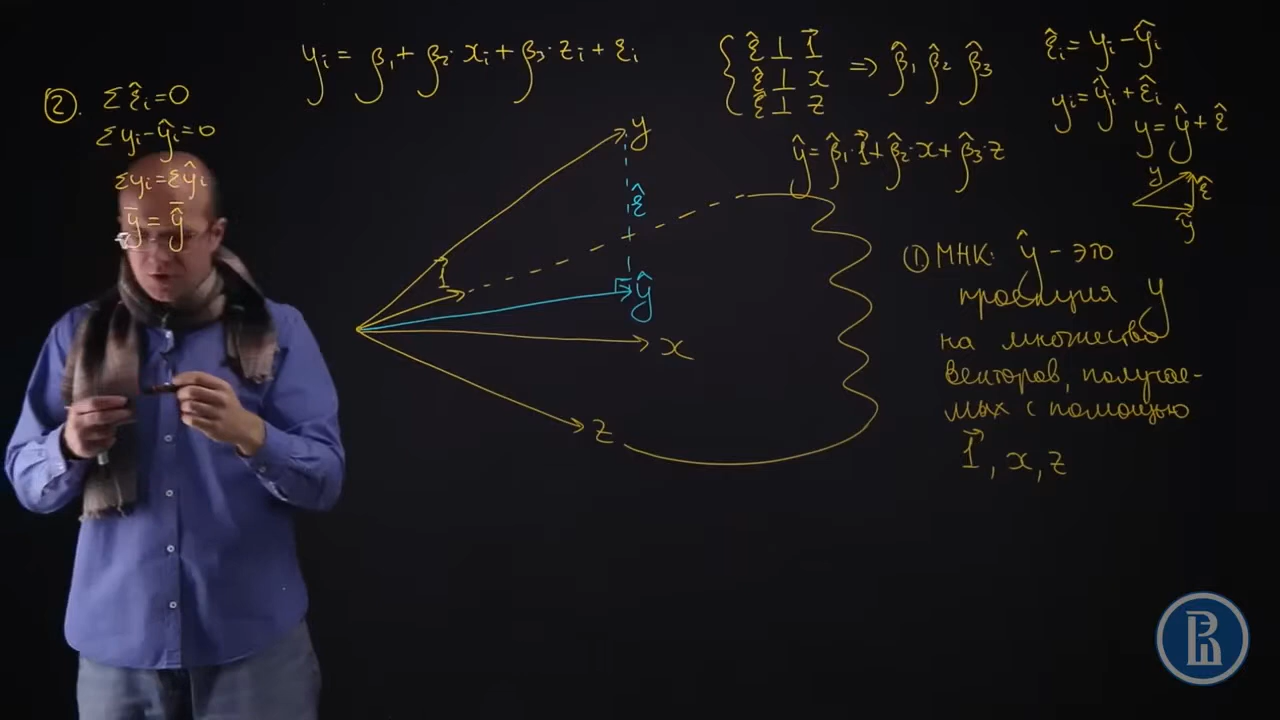 yᵢ = β₁ + β₂·xᵢ + β₃·zᵢ + εᵢ
② Σε̂ᵢ=0
Σyᵢ-ŷᵢ=0
Σyᵢ=Σŷᵢ
ȳ = ŷ̄
y
ε̂
1⃗
ŷ
x
z
{ ε̂ ⊥ 1⃗
ε̂ ⊥ x ⇒ β̂₁ β̂₂ β̂₃
ε̂ ⊥ z
ŷ = β̂₁·1⃗ + β̂₂·x + β̂₃·z
ε̂ᵢ = yᵢ - ŷᵢ
yᵢ = ŷᵢ + ε̂ᵢ
y = ŷ + ε̂
y
ε̂
ŷ
① МНК: ŷ - это
проекция y
на множество
векторов, получае-
мых с помощью
1⃗, x, z